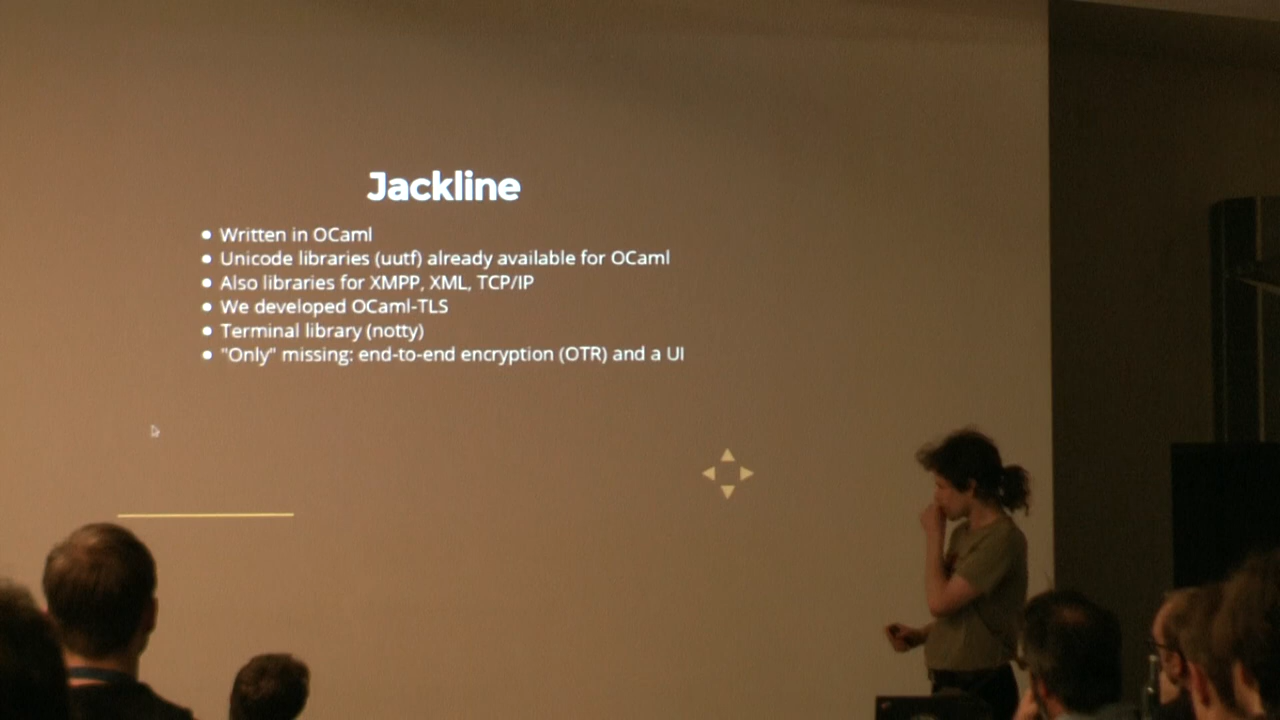 Jackline
Written in OCaml
Unicode libraries (uutf) already available for OCaml
Also libraries for XMPP, XML, TCP/IP
We developed OCaml-TLS
Terminal library (notty)
"Only" missing: end-to-end encryption (OTR) and a UI